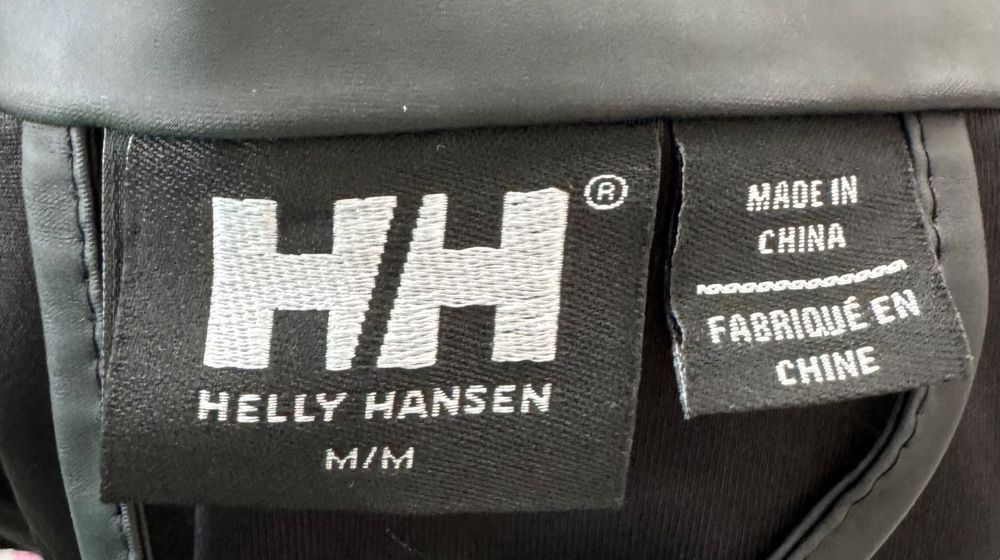 HH®
HELLY HANSEN
M/M
MADE IN
CHINA
FABRIQUÉ EN
CHINE